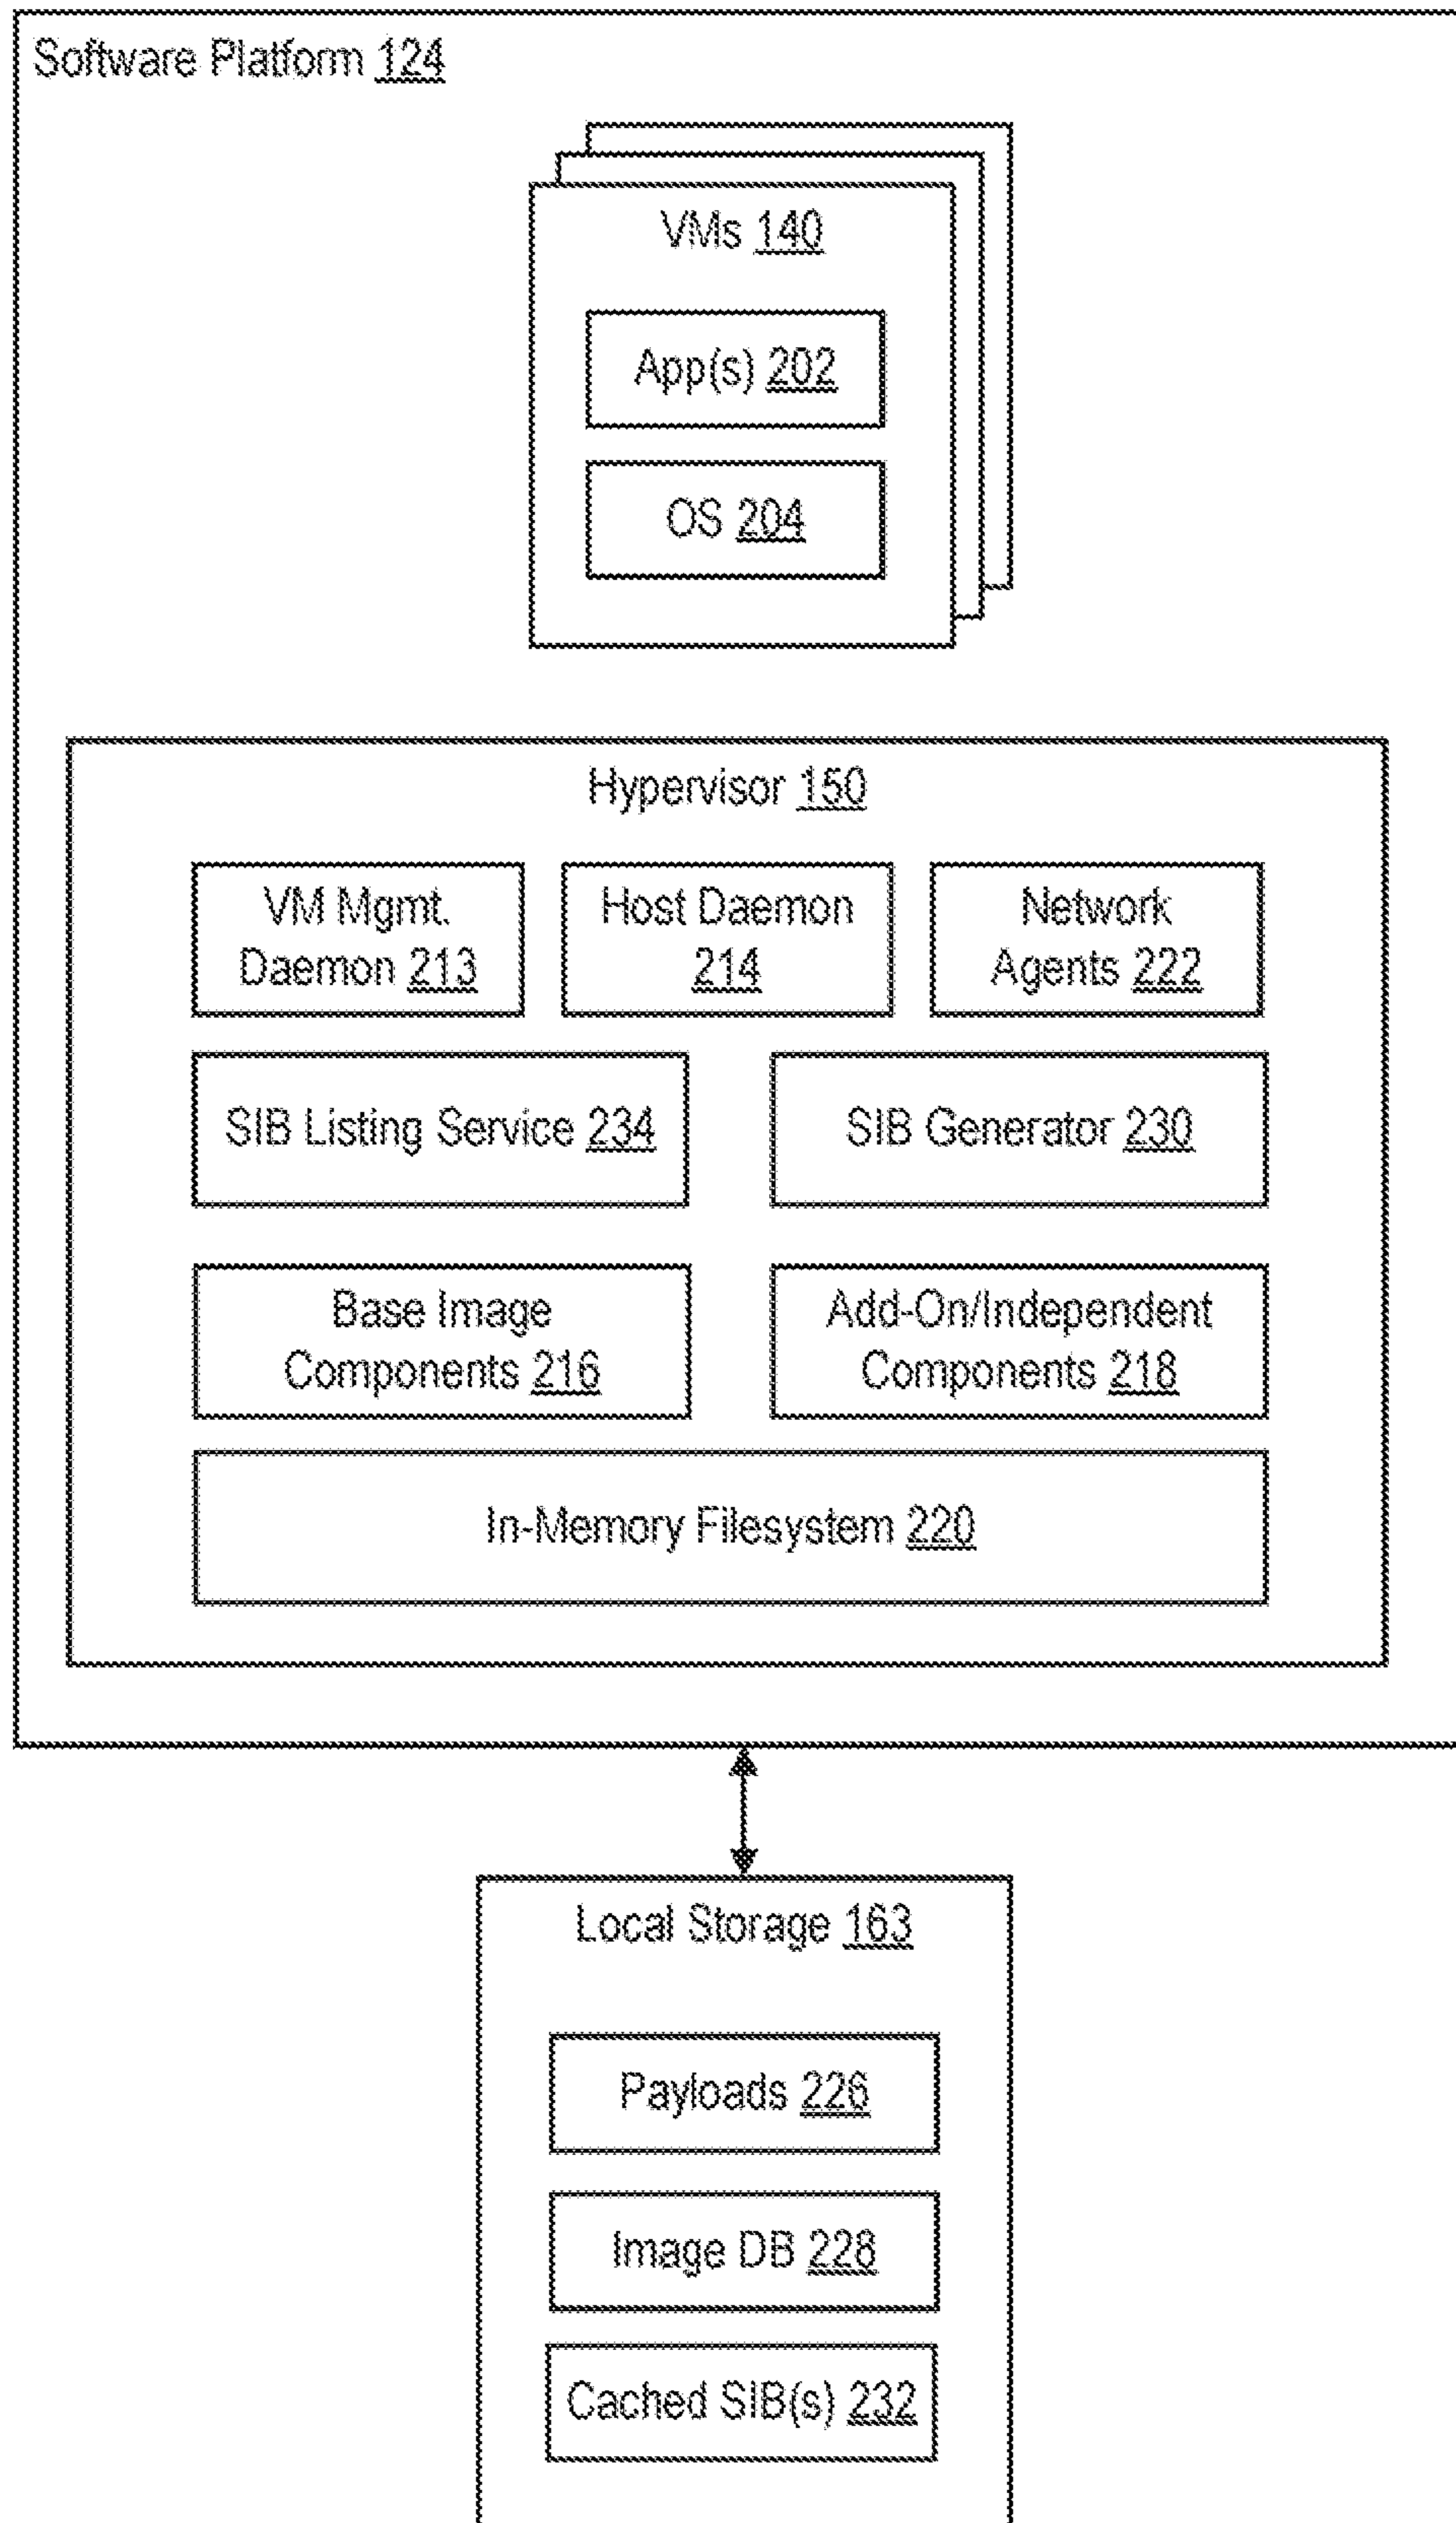 Software Platform 124
VMs 140
App(s) 202
OS 204
Hypervisor 150
VM Mgmt.
Daemon 213
Host Daemon
214
Network
Agents 222
SIB Listing Service 234
SIB Generator 230
Base Image
Components 216
Add-On/Independent
Components 218
In-Memory Filesystem 220
Local Storage 163
Payloads 226
Image DB 228
Cached SIB(s) 232